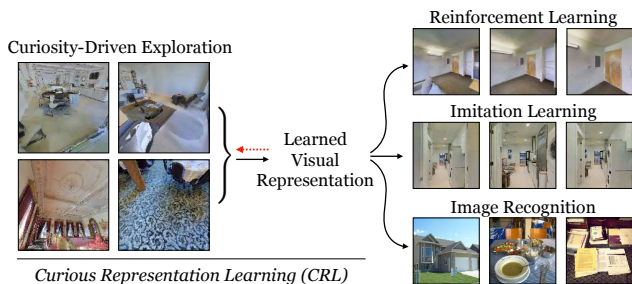 Curiosity-Driven Exploration
Learned
Visual
Representation
Curious Representation Learning (CRL)
Reinforcement Learning
Imitation Learning
Image Recognition